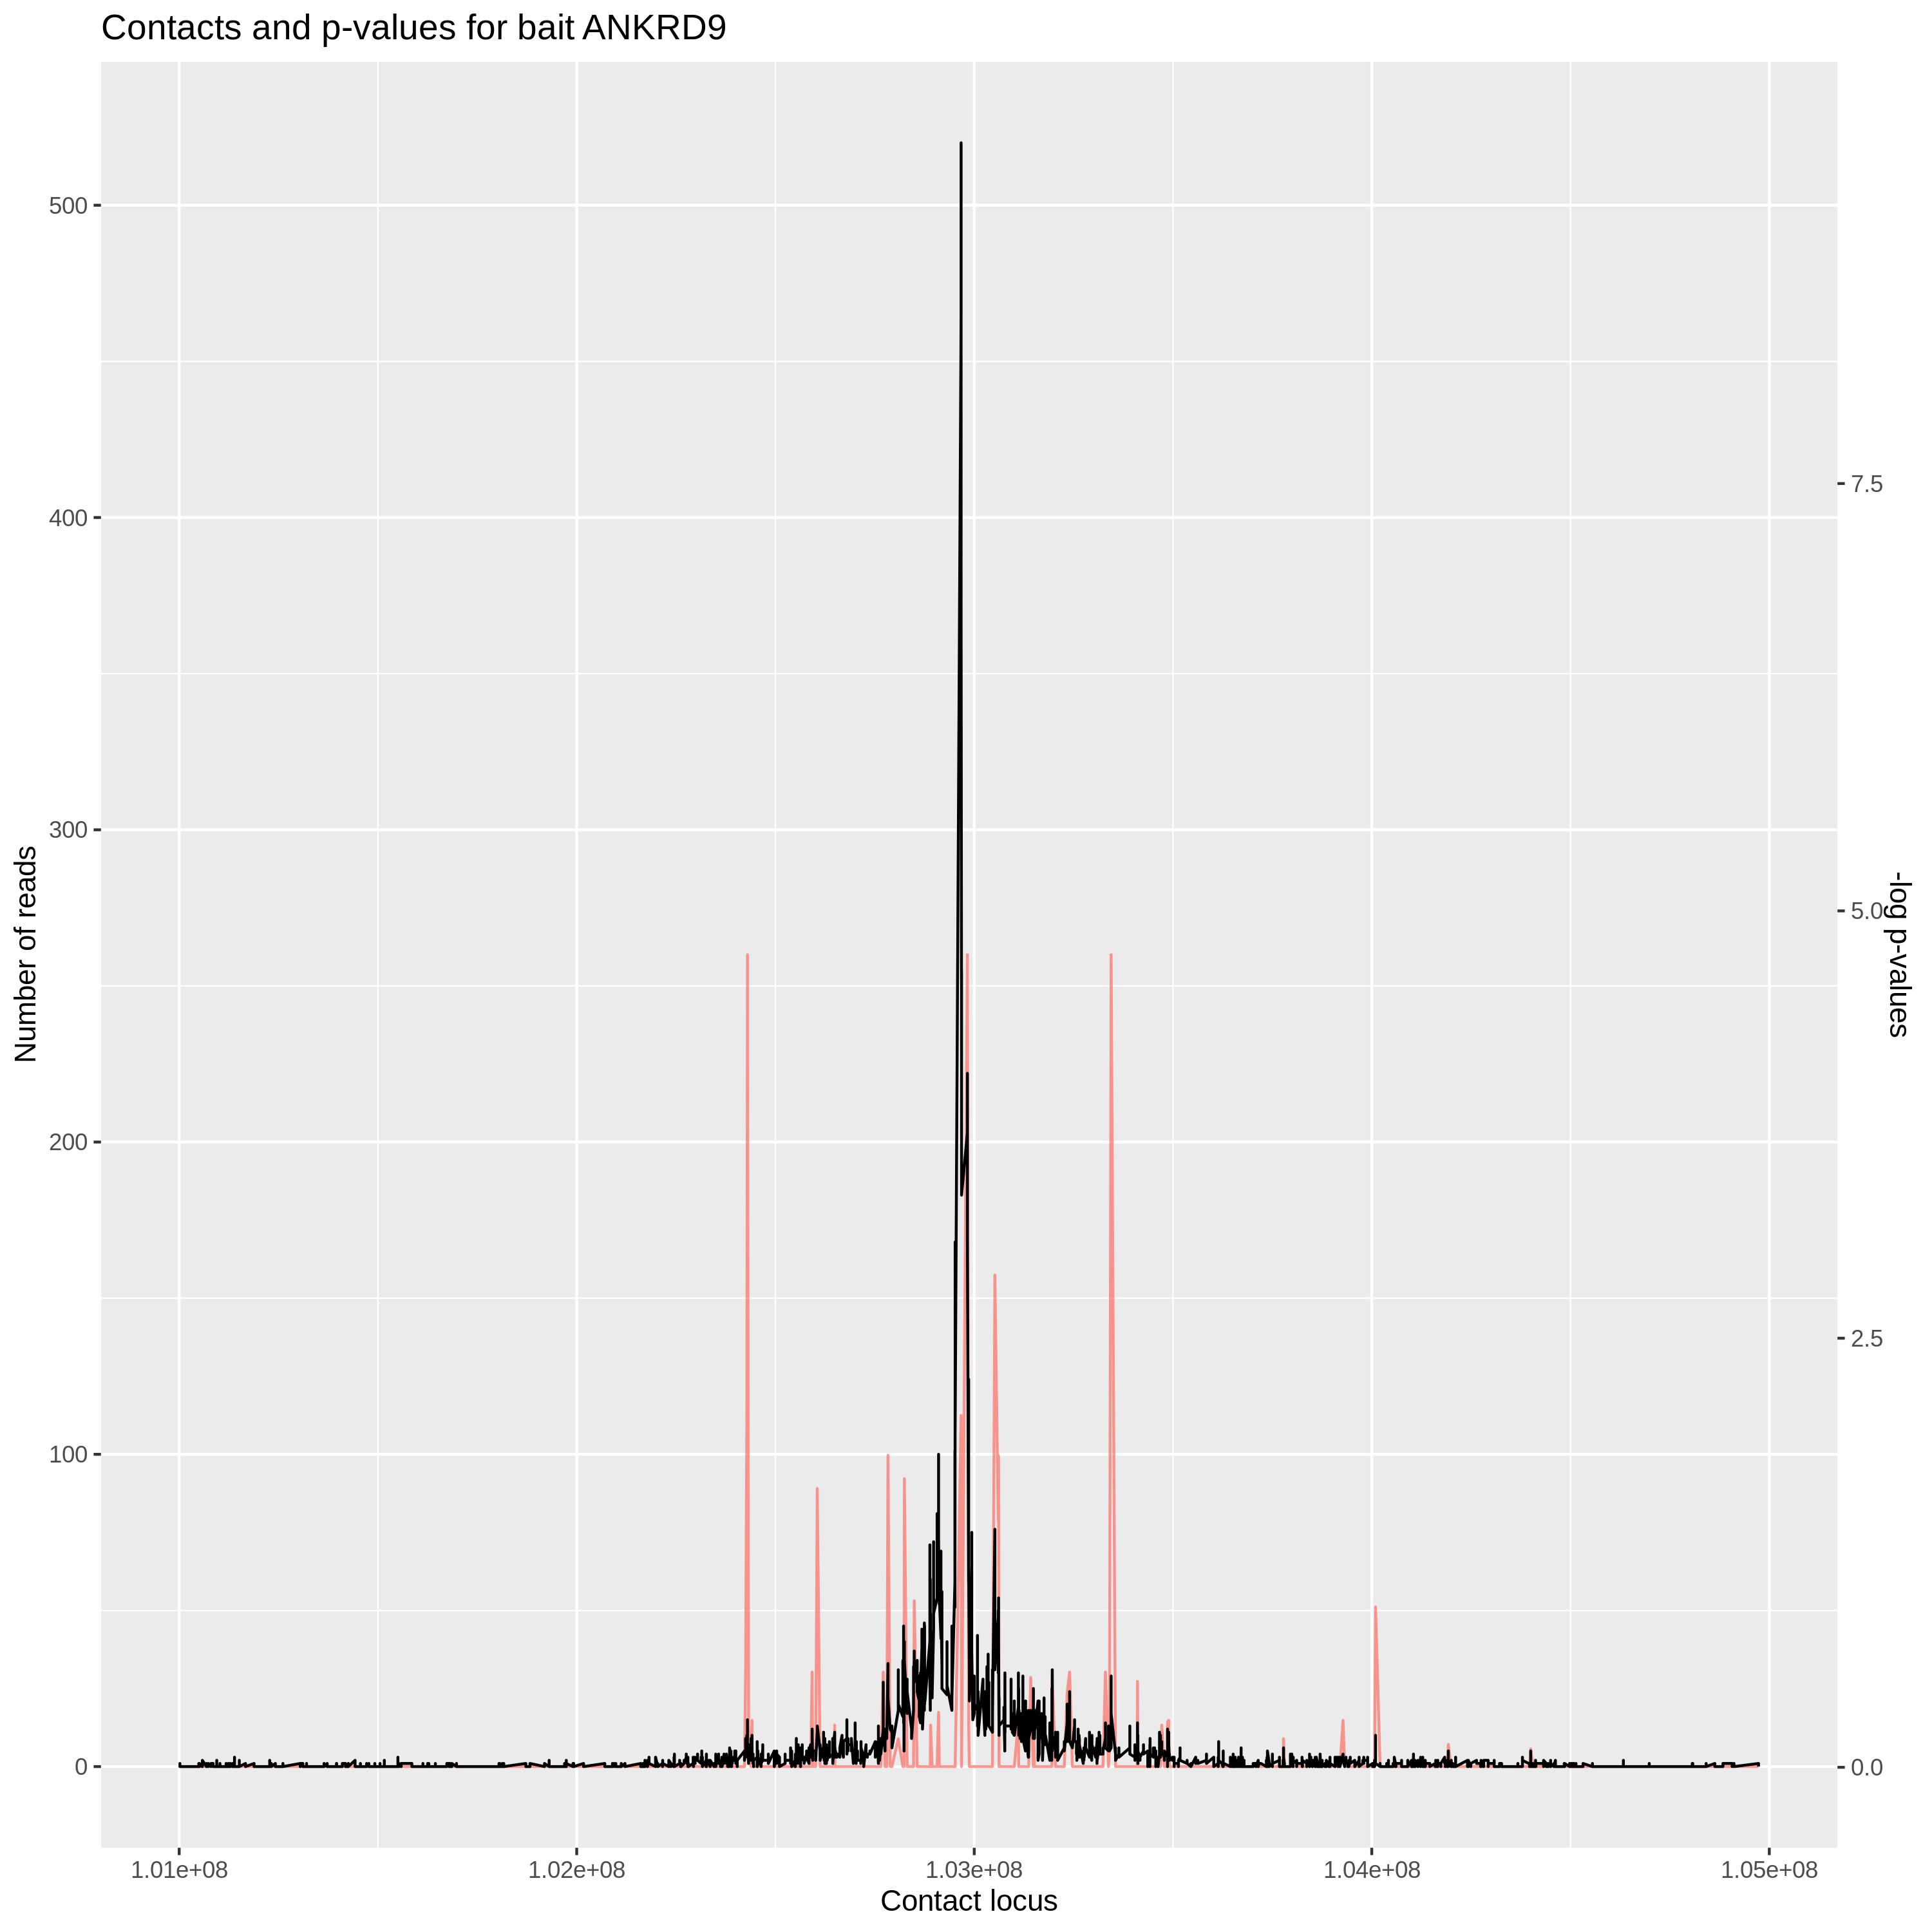 Contacts and p-values for bait ANKRD9
Number of reads
500
400
300
200
100
0
7.5
5.0
2.5
0.0
-log p-values
1.01e+08
1.02e+08
1.03e+08
1.04e+08
1.05e+08
Contact locus